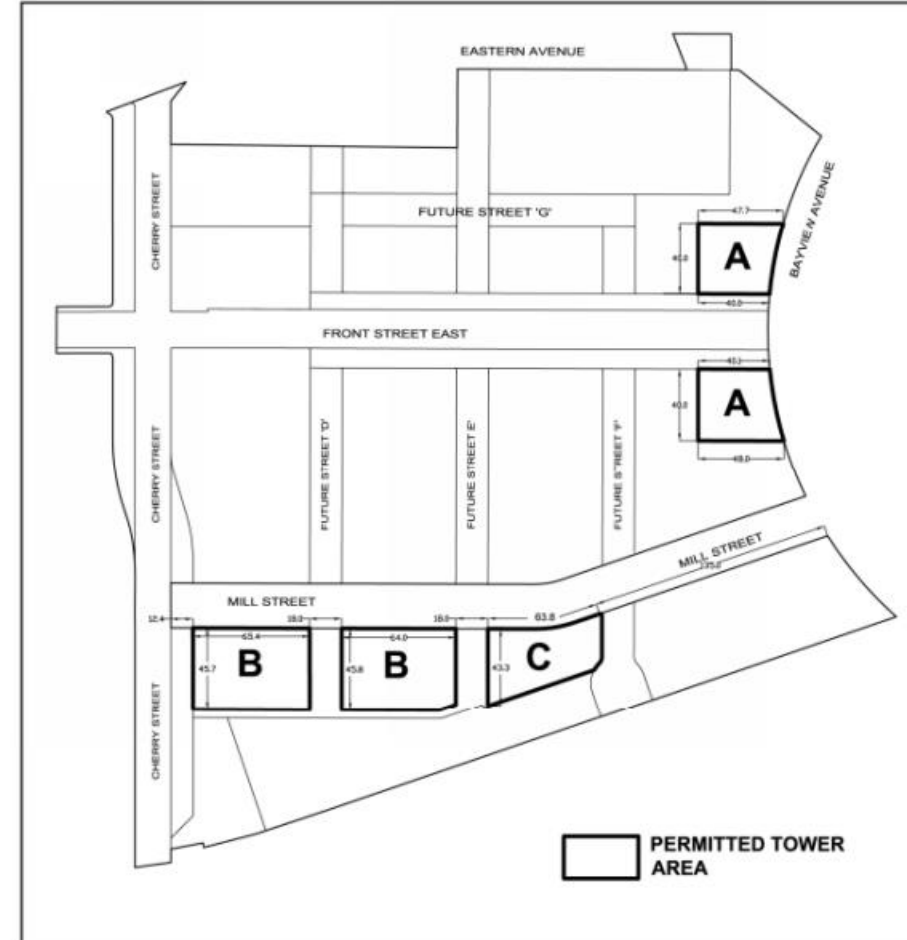 EASTERN AVENUE
CHERRY STREET
FUTURE STREET 'G'
BAYVIEW AVENUE
47.7
A
40.0
40.0
FRONT STREET EAST
A
40.0
48.0
CHERRY STREET
FUTURE STREET 'D'
FUTURE STREET 'E'
FUTURE STREET 'F'
MILL STREET
MILL STREET
12.4
18.0
18.0
63.8
65.4
64.0
45.7
B
45.8
B
43.3
C
CHERRY STREET
PERMITTED TOWER
AREA